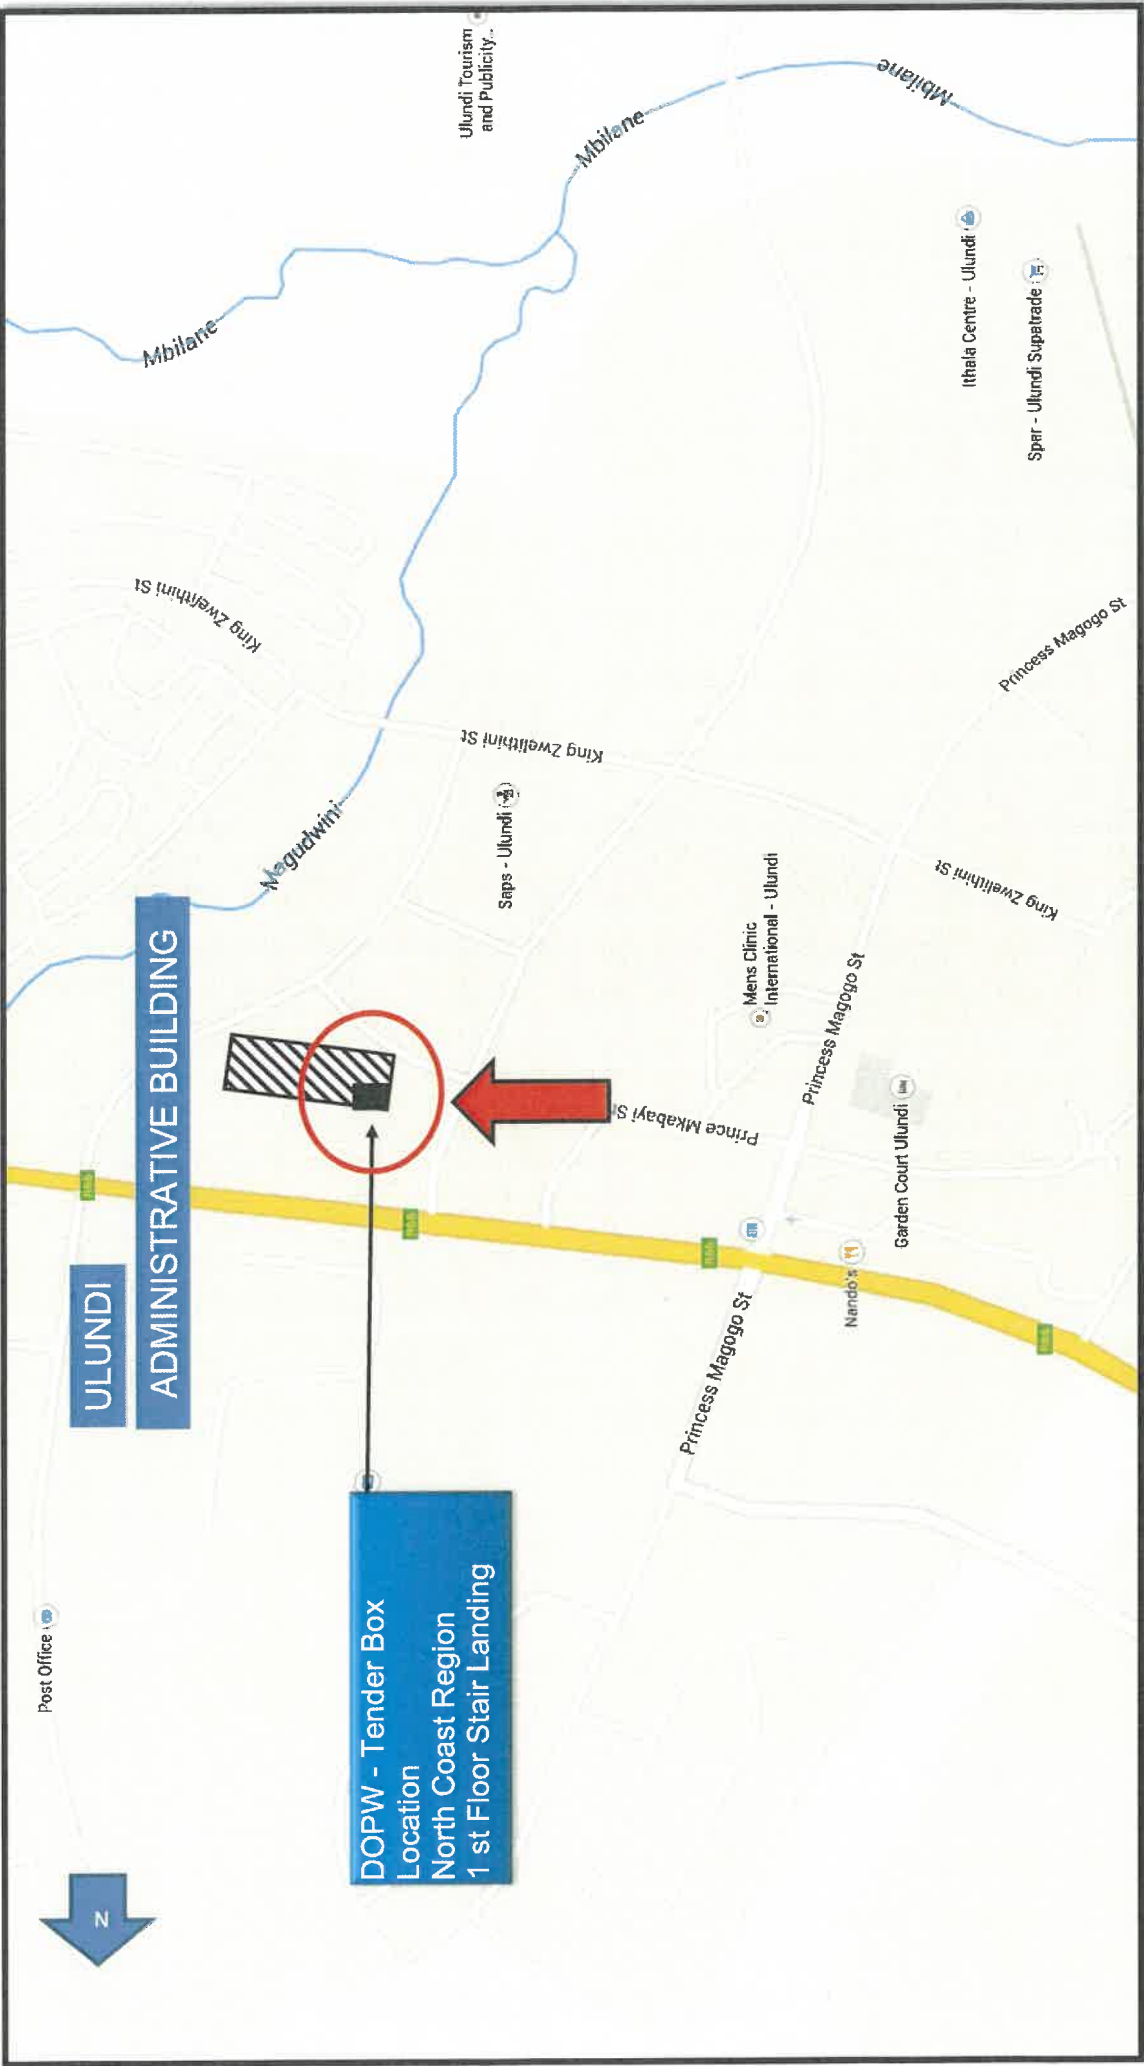 Post Office
N
ULUNDI
ADMINISTRATIVE BUILDING
Mbilane
King Zwelithini St
Magudwini
DOPW - Tender Box
Location
North Coast Region
1 st Floor Stair Landing
Ulundi Tourism
and Publicity...
Saps - Ulundi
King Zwelithini St
Mbilane
Prince Mkabayi St
Princess Magogo St
Mens Clinic
International - Ulundi
Princess Magogo St
Nando's
Garden Court Ulundi
Mbilane
Ithala Centre - Ulundi
King Zwelithini St
Spar - Ulundi Supatrade
Princess Magogo St